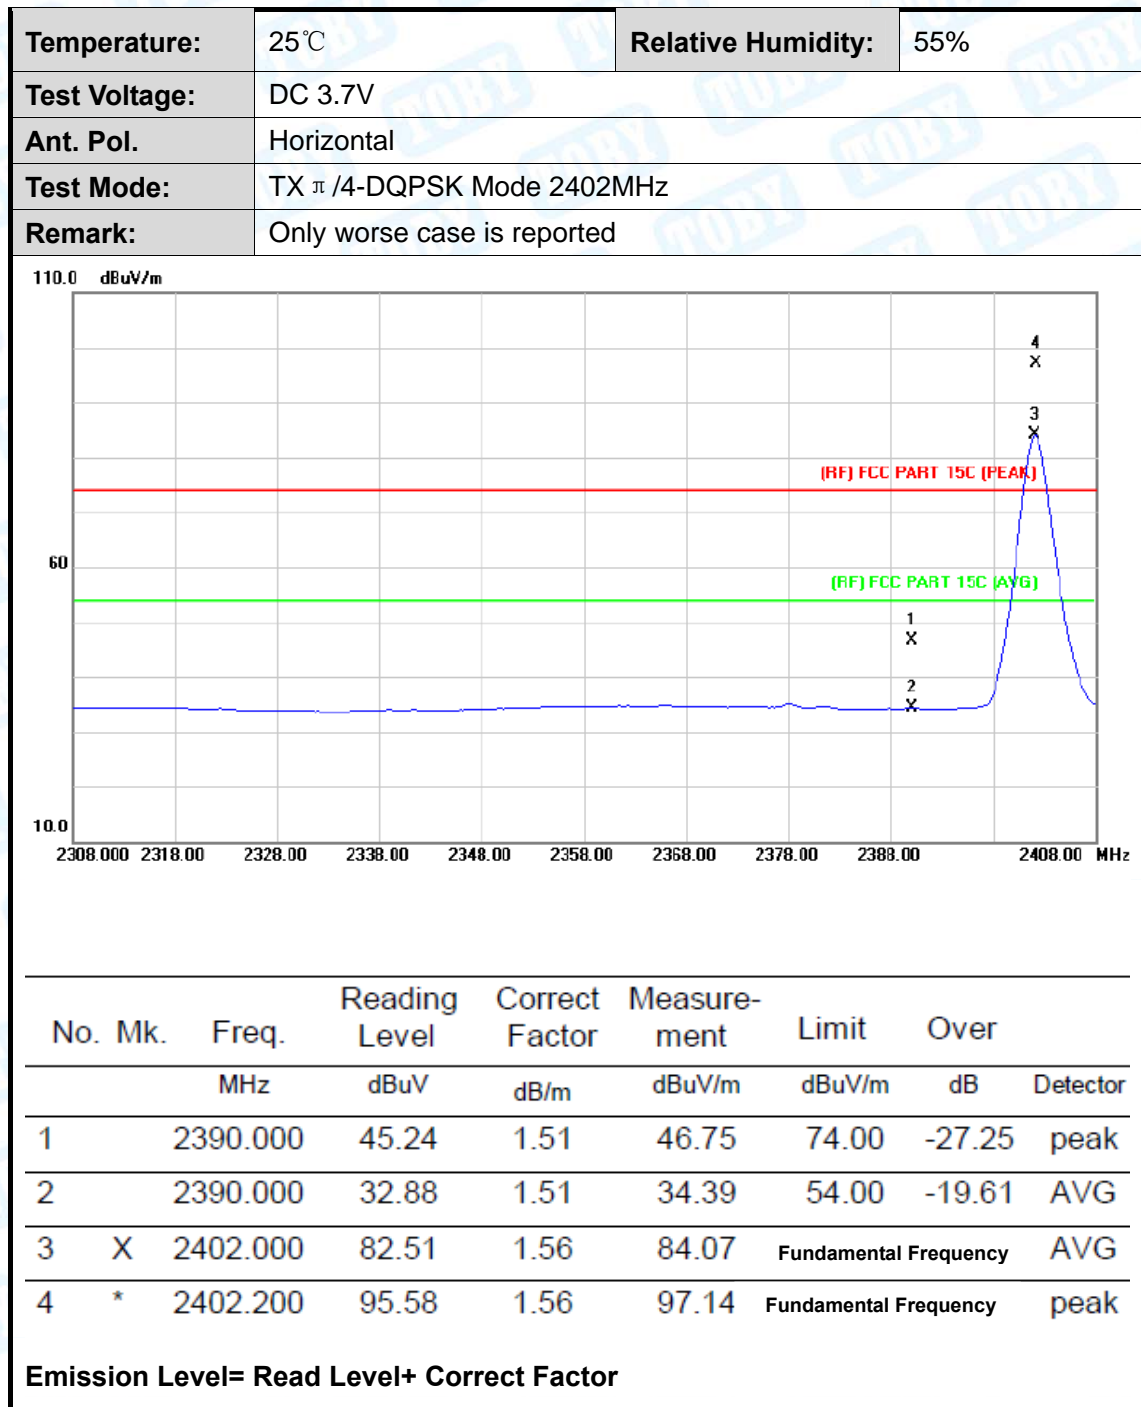 Temperature: 25℃ Relative Humidity: 55%
Test Voltage: DC 3.7V
Ant. Pol. Horizontal
Test Mode: TX π/4-DQPSK Mode 2402MHz
Remark: Only worse case is reported
110.0 dBuV/m
4
X
3
X
(RF) FCC PART 15C (PEAK)
60
(RF) FCC PART 15C (AVG)
1
X
2
X
10.0
2308.000 2318.00 2328.00 2338.00 2348.00 2358.00 2368.00 2378.00 2388.00 2408.00 MHz
No. Mk. Freq. Reading Level Correct Factor Measure-ment Limit Over
MHz dBuV dB/m dBuV/m dBuV/m dB Detector
1 2390.000 45.24 1.51 46.75 74.00 -27.25 peak
2 2390.000 32.88 1.51 34.39 54.00 -19.61 AVG
3 X 2402.000 82.51 1.56 84.07 Fundamental Frequency AVG
4 * 2402.200 95.58 1.56 97.14 Fundamental Frequency peak
Emission Level= Read Level+ Correct Factor
TOBY